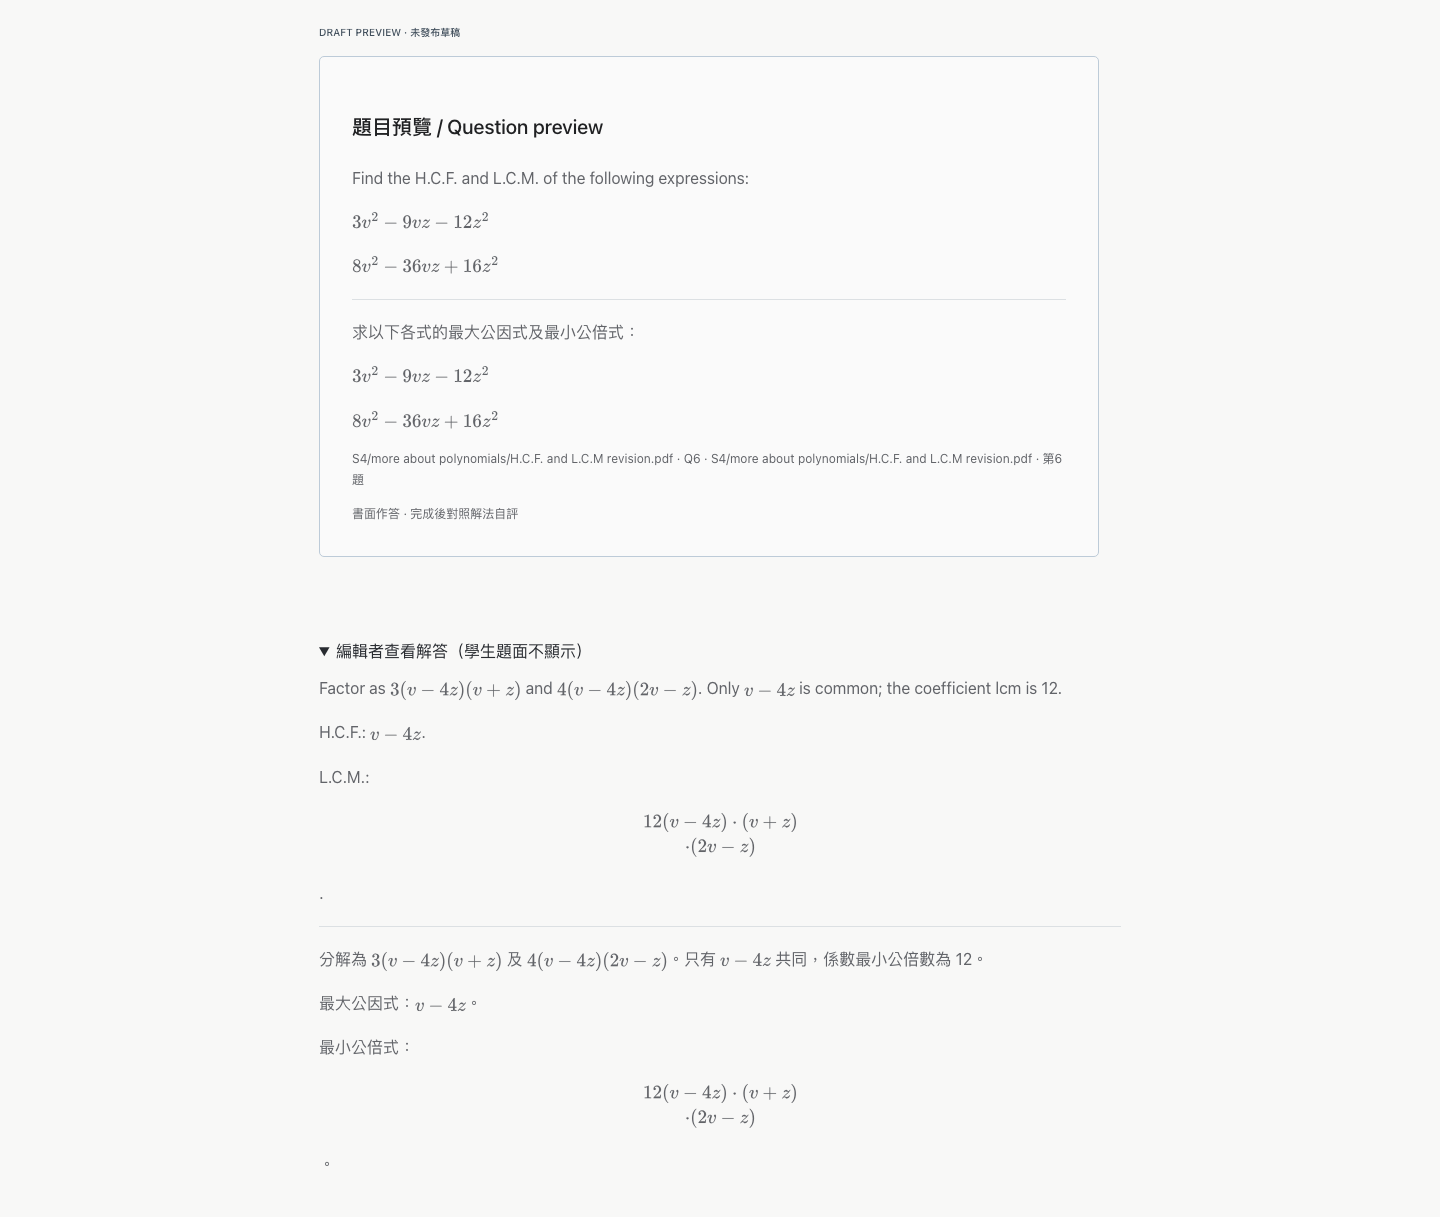 DRAFT PREVIEW · 未發布草稿
題目預覽 / Question preview
Find the H.C.F. and L.C.M. of the following expressions:
3v² − 9vz − 12z²
8v² − 36vz + 16z²
求以下各式的最大公因式及最小公倍式：
3v² − 9vz − 12z²
8v² − 36vz + 16z²
S4/more about polynomials/H.C.F. and L.C.M revision.pdf · Q6 · S4/more about polynomials/H.C.F. and L.C.M revision.pdf · 第6
題
書面作答 · 完成後對照解法自評
▼ 編輯者查看解答（學生題面不顯示）
Factor as 3(v − 4z)(v + z) and 4(v − 4z)(2v − z). Only v − 4z is common; the coefficient lcm is 12.
H.C.F.: v − 4z.
L.C.M.:
12(v − 4z) · (v + z)
·(2v − z)
.
分解為 3(v − 4z)(v + z) 及 4(v − 4z)(2v − z)。只有 v − 4z 共同，係數最小公倍數為 12。
最大公因式：v − 4z。
最小公倍式：
12(v − 4z) · (v + z)
·(2v − z)
。